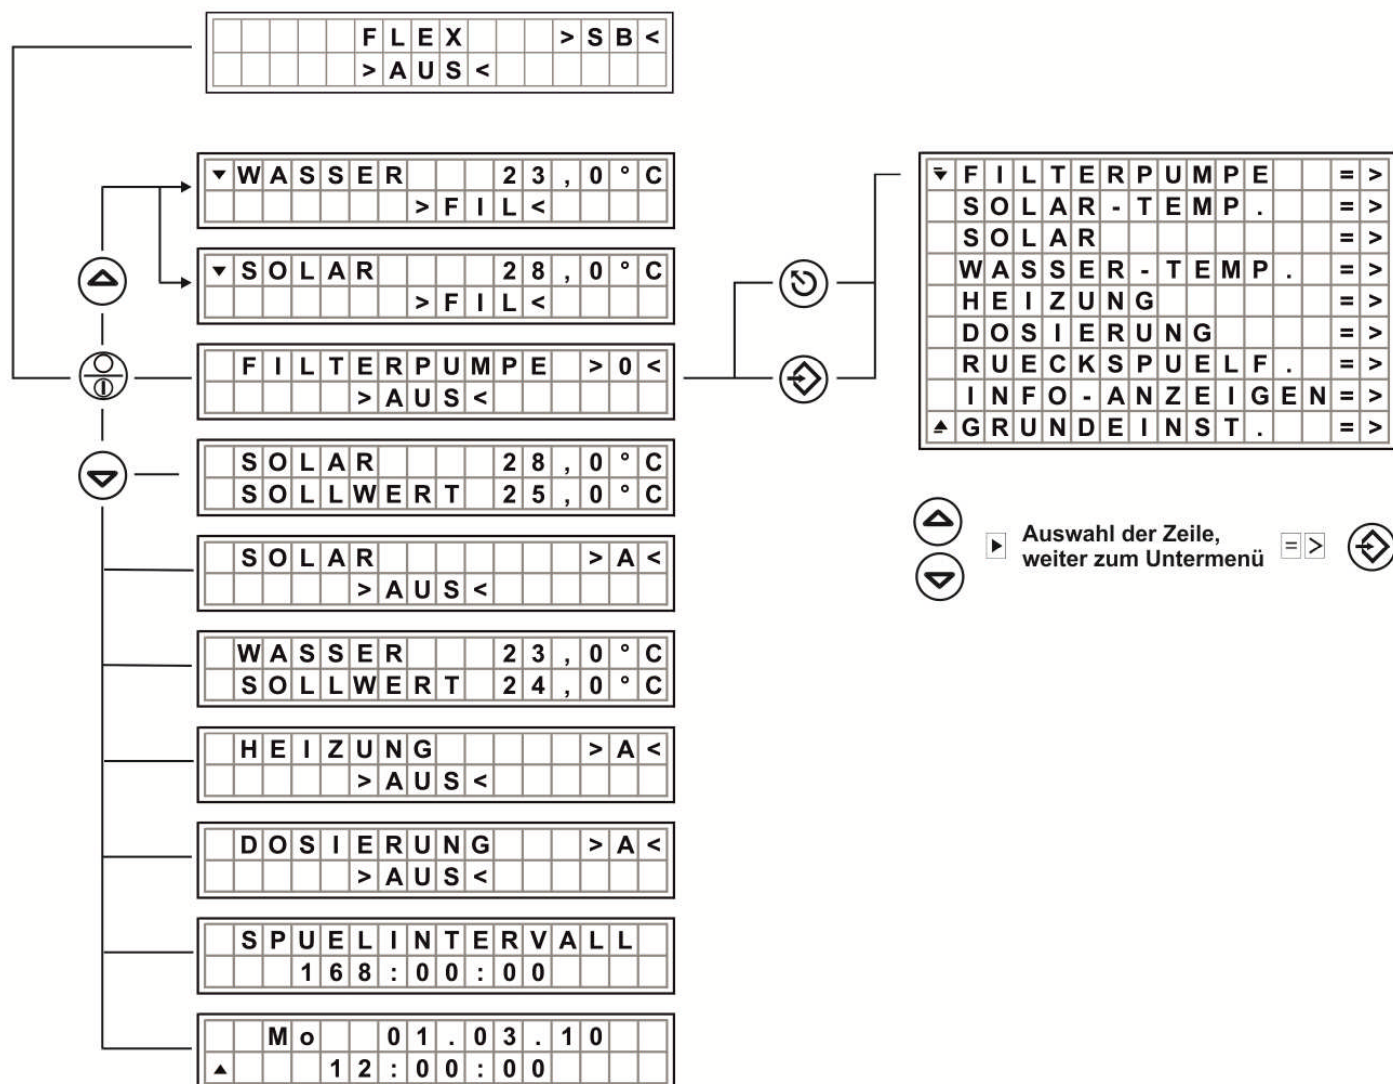 FLEX >SB<
>AUS<
▼WASSER 23,0°C
>FIL<
▼SOLAR 28,0°C
>FIL<
FILTERPUMPE >0<
>AUS<
SOLAR 28,0°C
SOLLWERT 25,0°C
SOLAR >A<
>AUS<
WASSER 23,0°C
SOLLWERT 24,0°C
HEIZUNG >A<
>AUS<
DOSIERUNG >A<
>AUS<
SPUELINTERVALL
168:00:00
Mo 01.03.10
▲ 12:00:00
FILTERPUMPE =>
SOLAR-TEMP. =>
SOLAR =>
WASSER-TEMP. =>
HEIZUNG =>
DOSIERUNG =>
RUECKSPUELF. =>
INFO-ANZEIGEN=>
GRUNDEINST. =>
Auswahl der Zeile,
weiter zum Untermenü =>